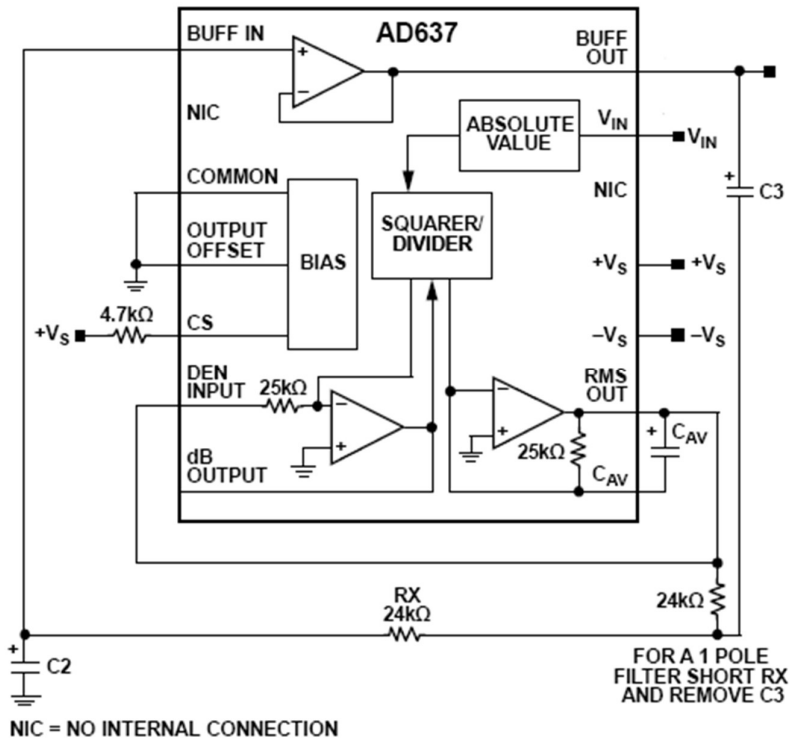 AD637
BUFF IN
BUFF
OUT
NIC
ABSOLUTE
VALUE
VIN
VIN
COMMON
NIC
C3
+
OUTPUT
OFFSET
BIAS
SQUARER/
DIVIDER
+VS
+VS
4.7kΩ
+VS
CS
–VS
–VS
DEN
INPUT
25kΩ
RMS
OUT
dB
OUTPUT
25kΩ
CAV
+
CAV
RX
24kΩ
24kΩ
+
C2
FOR A 1 POLE
FILTER SHORT RX
AND REMOVE C3
NIC = NO INTERNAL CONNECTION